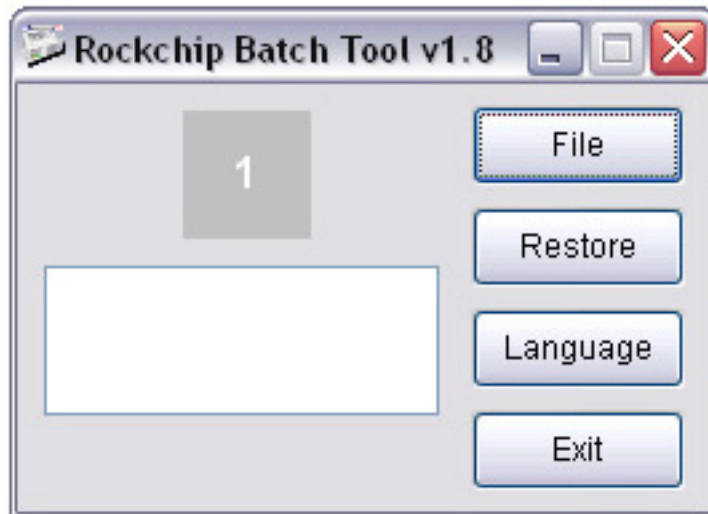 Rockchip Batch Tool v1.8
1
File
Restore
Language
Exit